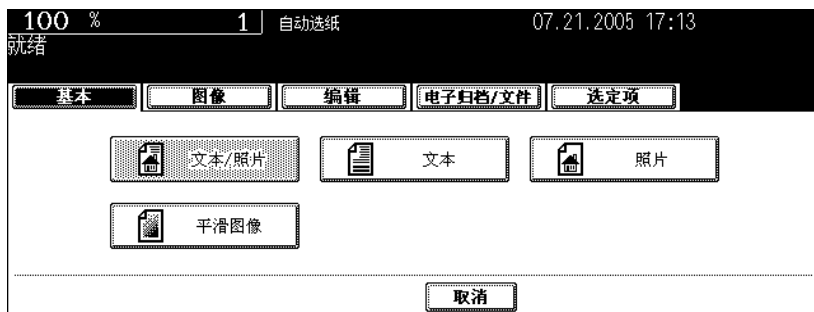 100 % 1 自动选纸 07.21.2005 17:13
就绪
基本 图像 编辑 电子归档/文件 选定项
文本/照片 文本 照片
平滑图像
取消